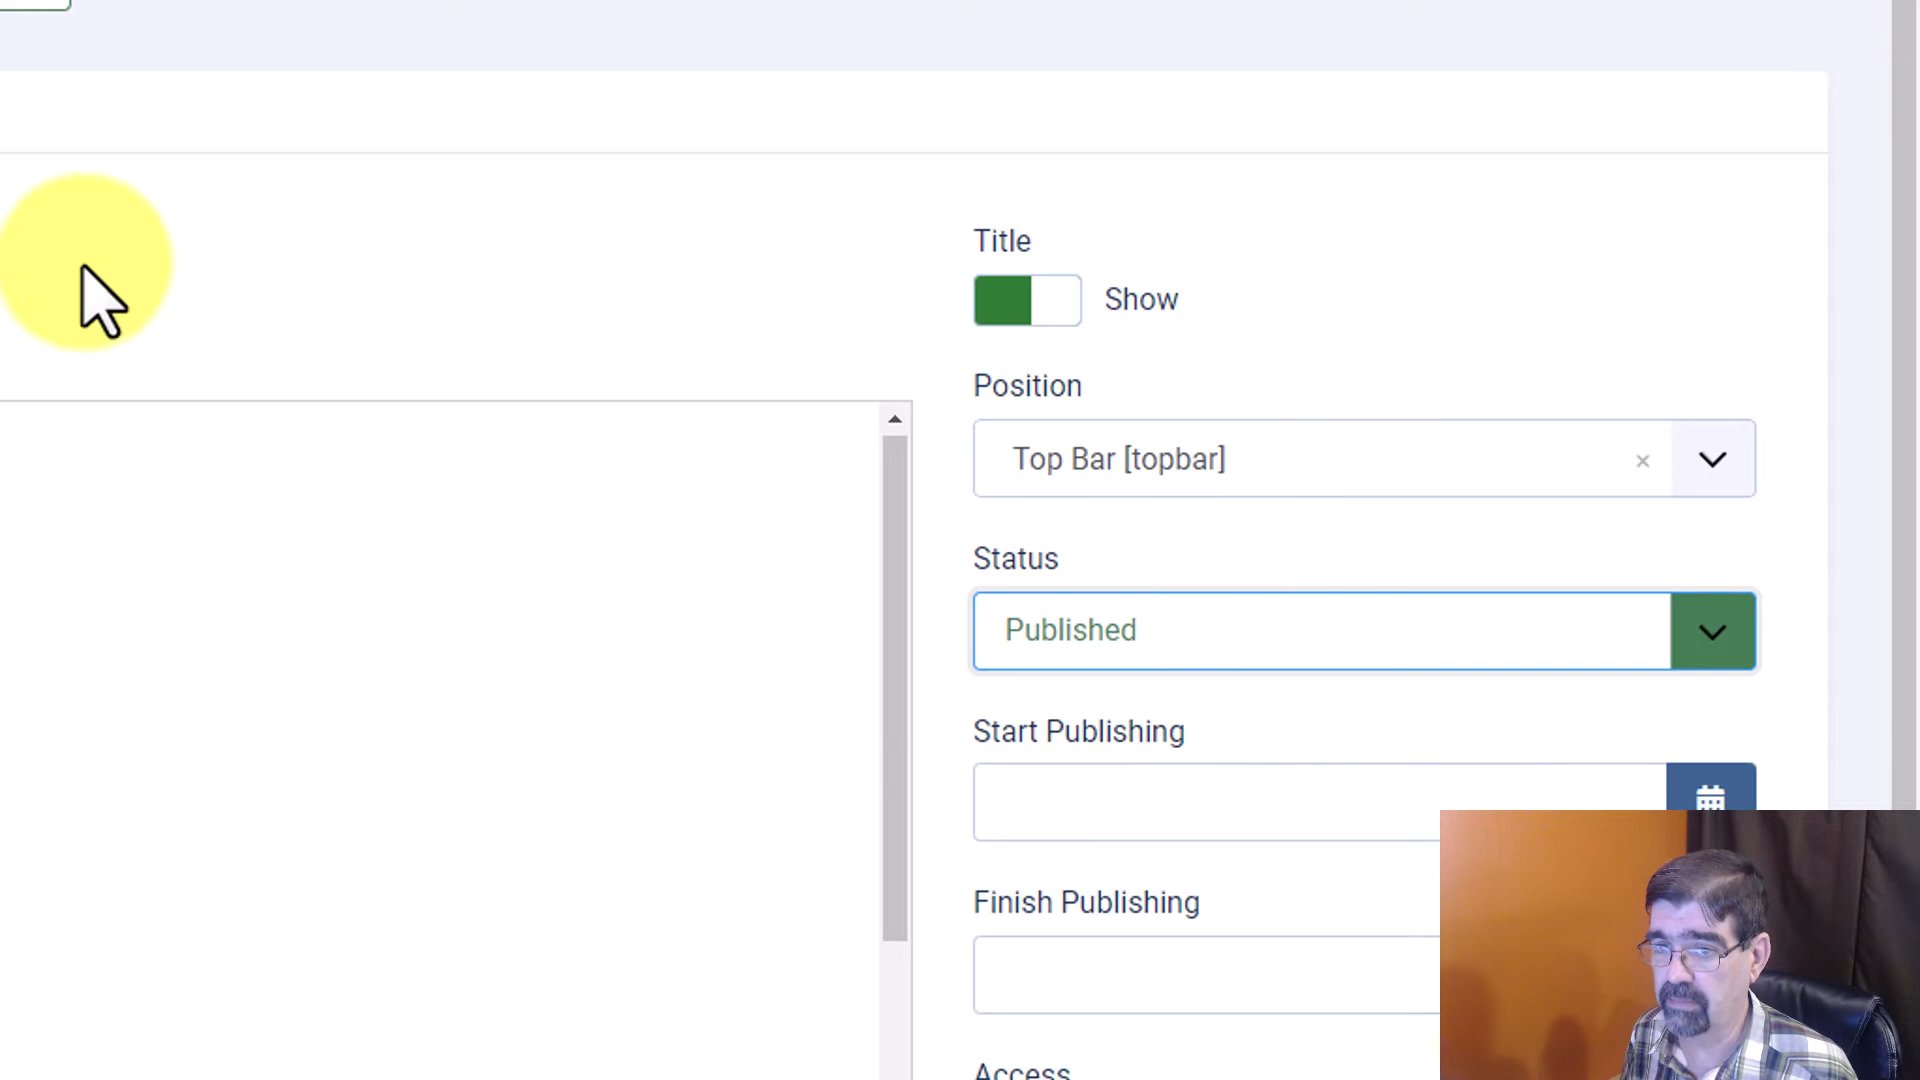 Title
Show
Position
Top Bar [topbar]
×
Status
Published
Start Publishing
Finish Publishing
Access